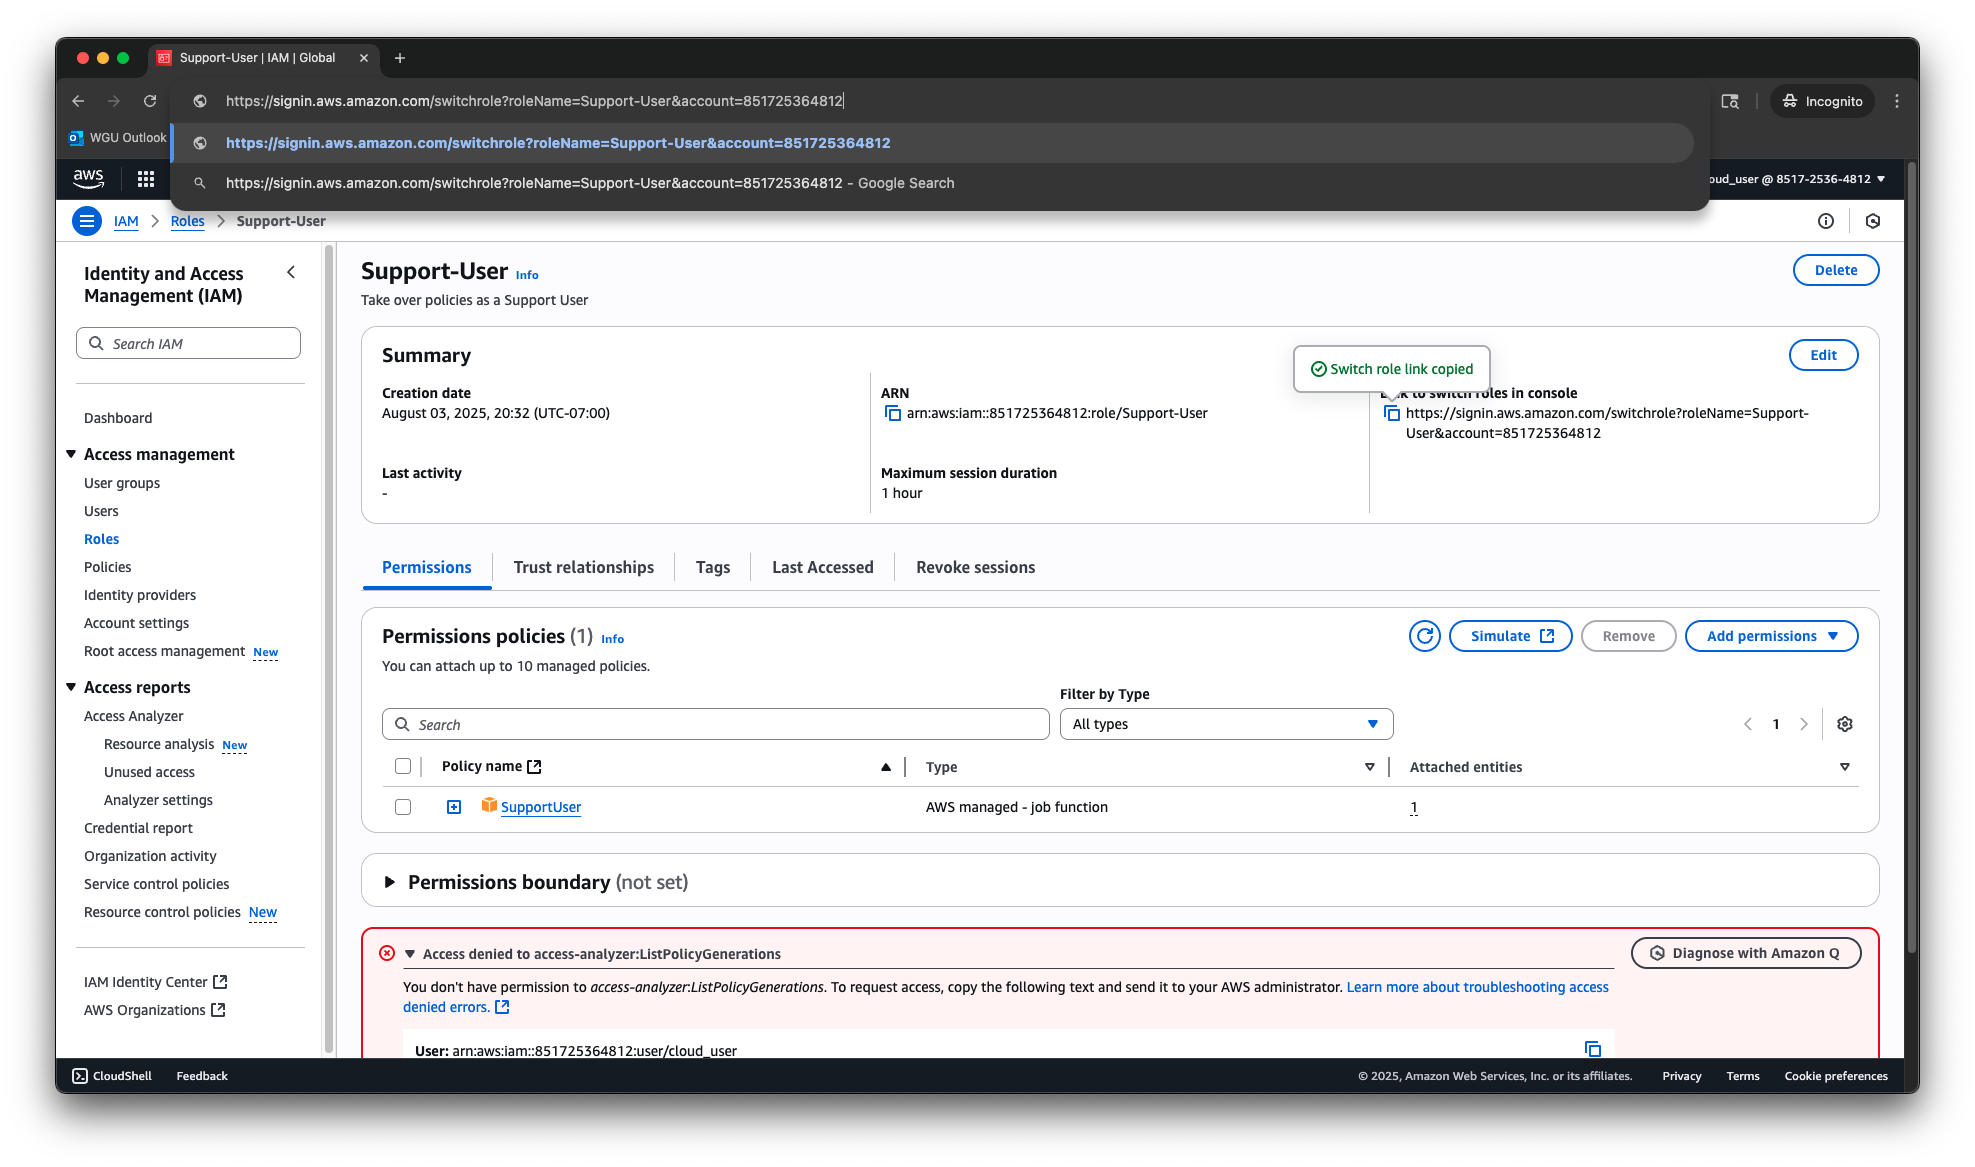 Support-User | IAM | Global
https://signin.aws.amazon.com/switchrole?roleName=Support-User&account=851725364812
Incognito
WGU Outlook
https://signin.aws.amazon.com/switchrole?roleName=Support-User&account=851725364812
https://signin.aws.amazon.com/switchrole?roleName=Support-User&account=851725364812 - Google Search
aws
oud_user @ 8517-2536-4812
IAM > Roles > Support-User
Identity and Access Management (IAM)
Search IAM
Dashboard
Access management
User groups
Users
Roles
Policies
Identity providers
Account settings
Root access management New
Access reports
Access Analyzer
Resource analysis New
Unused access
Analyzer settings
Credential report
Organization activity
Service control policies
Resource control policies New
IAM Identity Center
AWS Organizations
Support-User Info
Delete
Take over policies as a Support User
Summary
Edit
Switch role link copied
Creation date
August 03, 2025, 20:32 (UTC-07:00)
ARN
arn:aws:iam::851725364812:role/Support-User
to switch roles in console
https://signin.aws.amazon.com/switchrole?roleName=Support-
User&account=851725364812
Last activity
-
Maximum session duration
1 hour
Permissions
Trust relationships
Tags
Last Accessed
Revoke sessions
Permissions policies (1) Info
Simulate
Remove
Add permissions
You can attach up to 10 managed policies.
Filter by Type
Search
All types
1
Policy name
Type
Attached entities
SupportUser
AWS managed - job function
1
Permissions boundary (not set)
Access denied to access-analyzer:ListPolicyGenerations
Diagnose with Amazon Q
You don't have permission to access-analyzer:ListPolicyGenerations. To request access, copy the following text and send it to your AWS administrator. Learn more about troubleshooting access
denied errors.
User: arn:aws:iam::851725364812:user/cloud_user
CloudShell
Feedback
© 2025, Amazon Web Services, Inc. or its affiliates.
Privacy
Terms
Cookie preferences